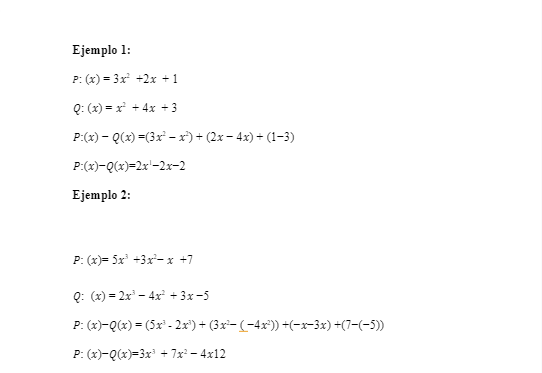 Ejemplo 1:
P: (x) = 3x² +2x +1
Q: (x) = x² + 4x +3
P:(x) − Q(x) =(3x² − x²) + (2x − 4x) + (1−3)
P:(x)−Q(x)=2x²−2x−2
Ejemplo 2:
P: (x)= 5x³ +3x²− x +7
Q: (x) = 2x³ − 4x² + 3x −5
P: (x)−Q(x) = (5x³ - 2x³) + (3x²− (−4x²)) +(−x−3x) +(7−(−5))
P: (x)−Q(x)=3x³ + 7x² − 4x12